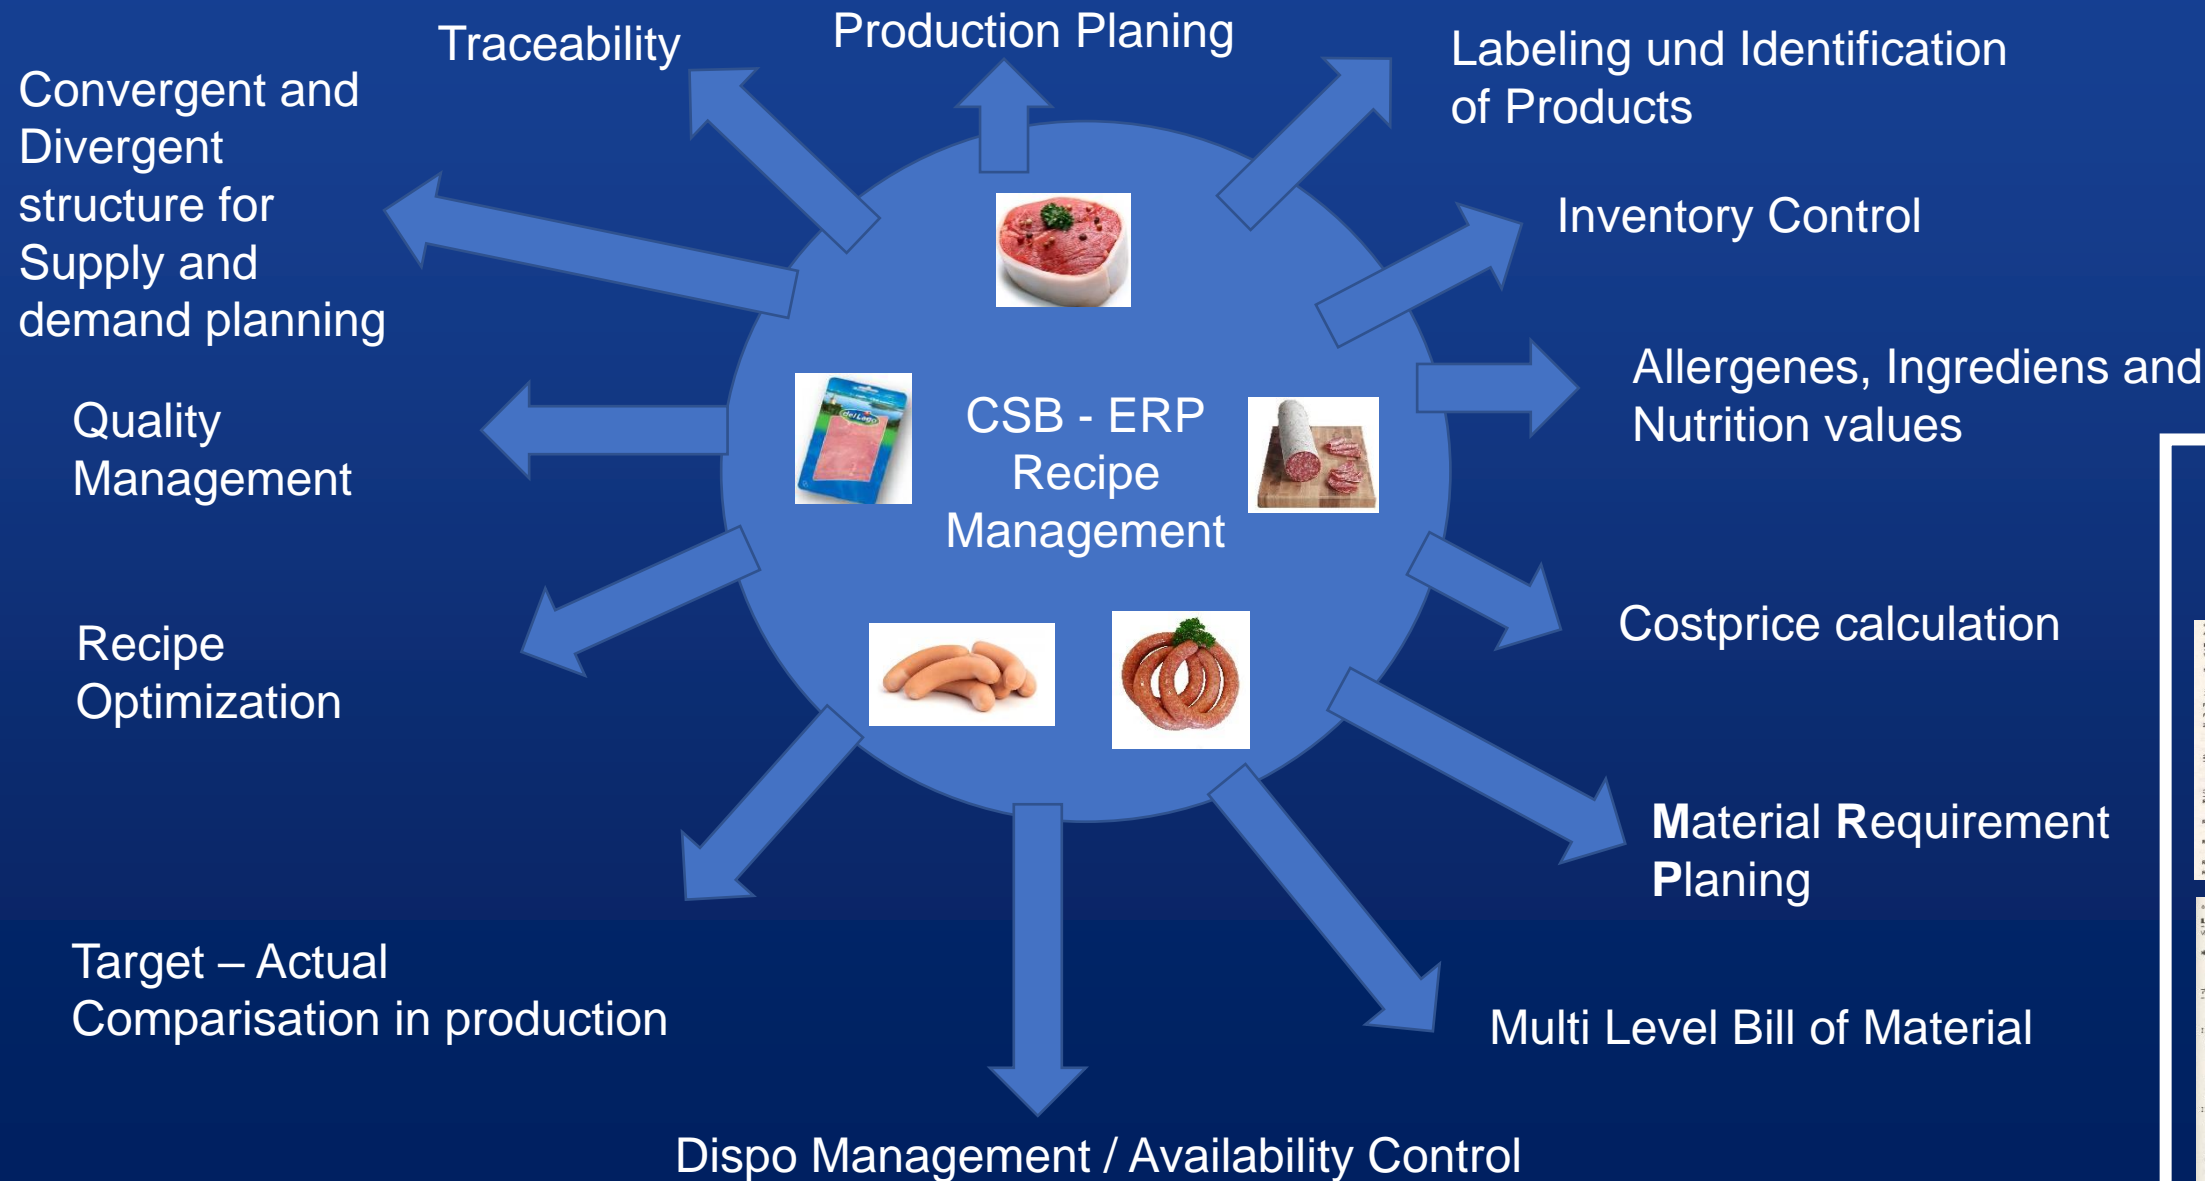 Traceability
Production Planing
Labeling und Identification
of Products
Convergent and
Divergent
structure for
Supply and
demand planning
Inventory Control
Allergenes, Ingrediens and
Nutrition values
Quality
Management
del Lago
CSB - ERP
Recipe
Management
Costprice calculation
Recipe
Optimization
Material Requirement
Planing
Target – Actual
Comparisation in production
Multi Level Bill of Material
Dispo Management / Availability Control